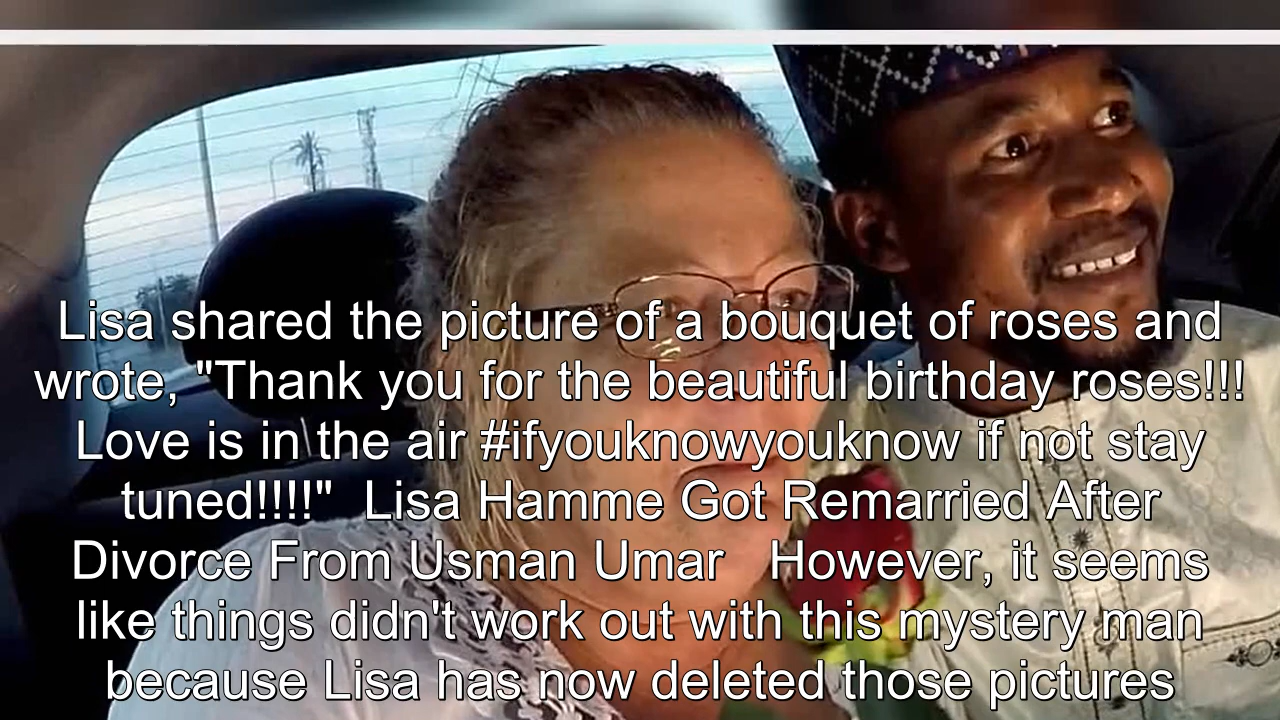 Lisa shared the picture of a bouquet of roses and
wrote, "Thank you for the beautiful birthday roses!!!
Love is in the air #ifyouknowyouknow if not stay
tuned!!!!"  Lisa Hamme Got Remarried After
Divorce From Usman Umar   However, it seems
like things didn't work out with this mystery man
because Lisa has now deleted those pictures